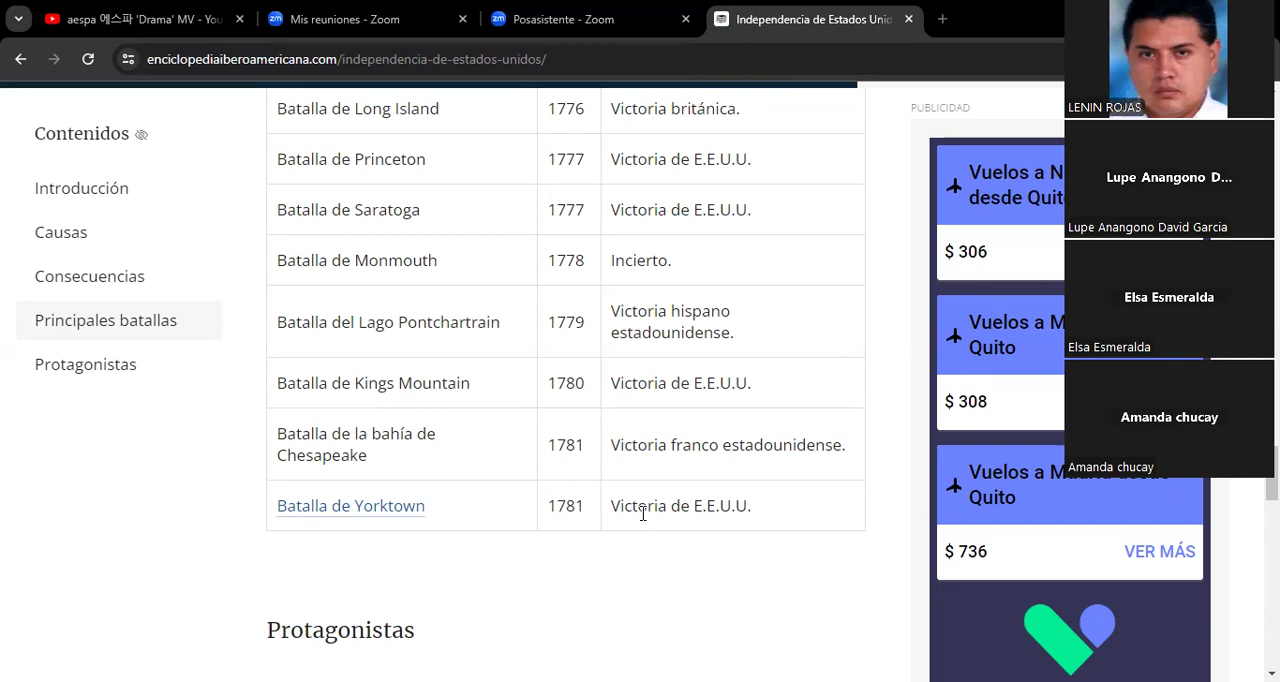 aespa 에스파 'Drama' MV - You
Mis reuniones - Zoom
Posasistente - Zoom
Independencia de Estados Unid
enciclopediaiberoamericana.com/independencia-de-estados-unidos/
LENIN ROJAS
Lupe Anangono D...
Lupe Anangono David Garcia
Elsa Esmeralda
Elsa Esmeralda
Amanda chucay
Amanda chucay
Contenidos
Introducción
Causas
Consecuencias
Principales batallas
Protagonistas
Batalla de Long Island 1776 Victoria británica.
Batalla de Princeton 1777 Victoria de E.E.U.U.
Batalla de Saratoga 1777 Victoria de E.E.U.U.
Batalla de Monmouth 1778 Incierto.
Batalla del Lago Pontchartrain 1779 Victoria hispano
estadounidense.
Batalla de Kings Mountain 1780 Victoria de E.E.U.U.
Batalla de la bahía de
Chesapeake 1781 Victoria franco estadounidense.
Batalla de Yorktown 1781 Victoria de E.E.U.U.
Protagonistas
PUBLICIDAD
Vuelos a N
desde Quito
$ 306
Vuelos a M
Quito
$ 308
Vuelos a Madrid desde
Quito
$ 736
VER MÁS